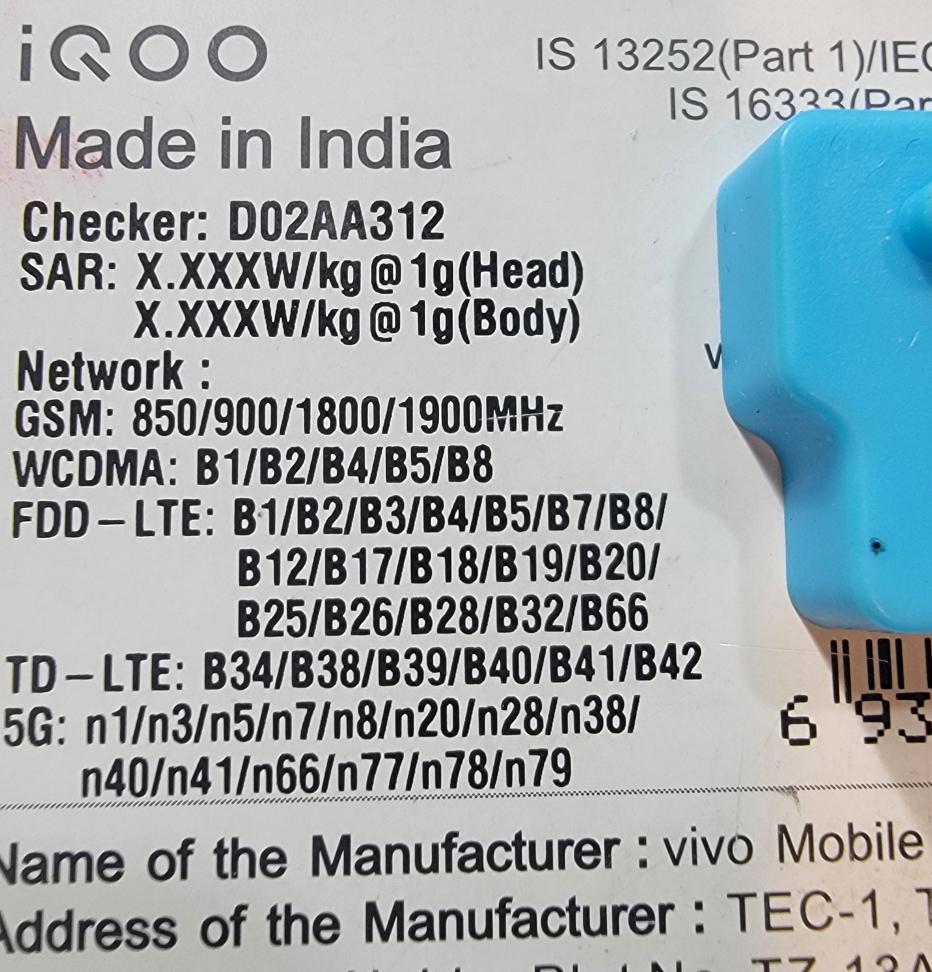 iQOO
IS 13252(Part 1)/IEC
IS 16333(Par
Made in India
Checker: D02AA312
SAR: X.XXXW/kg @ 1g(Head)
X.XXXW/kg @ 1g(Body)
Network :
GSM: 850/900/1800/1900MHz
WCDMA: B1/B2/B4/B5/B8
FDD-LTE: B1/B2/B3/B4/B5/B7/B8/
B12/B17/B18/B19/B20/
B25/B26/B28/B32/B66
TD-LTE: B34/B38/B39/B40/B41/B42
5G: n1/n3/n5/n7/n8/n20/n28/n38/
n40/n41/n66/n77/n78/n79
6 93
Name of the Manufacturer : vivo Mobile
Address of the Manufacturer : TEC-1,